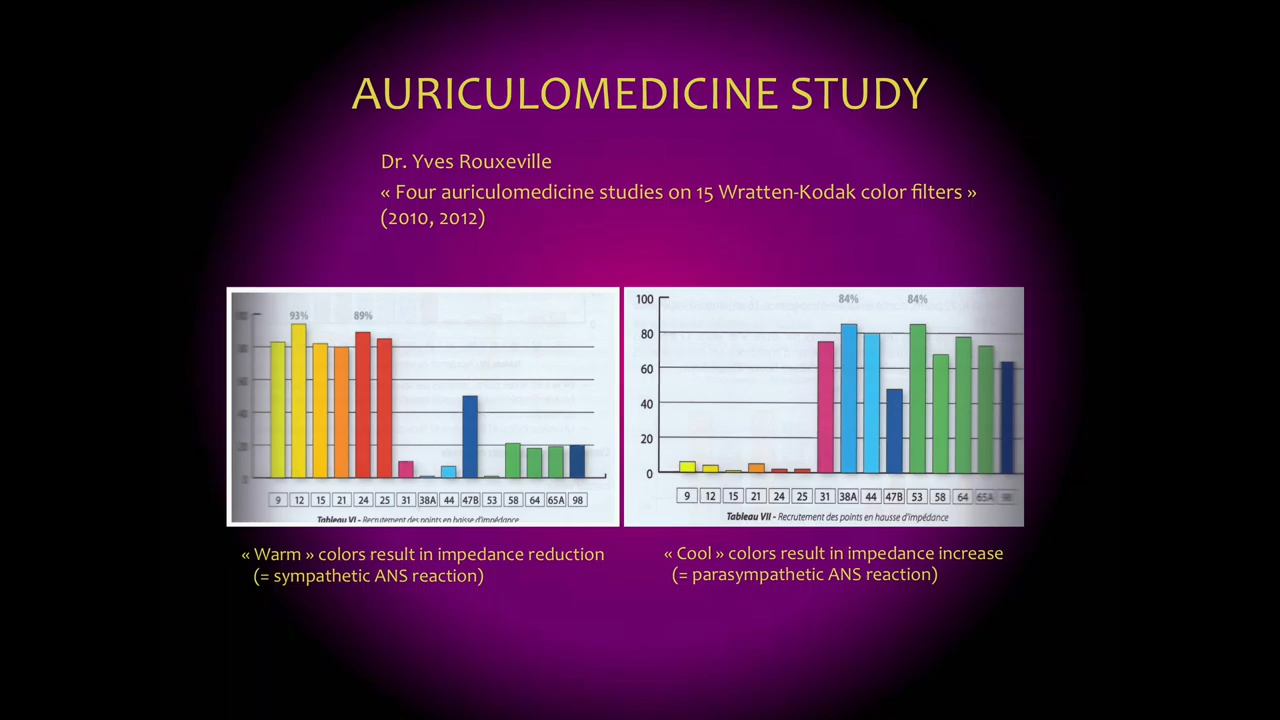 AURICULOMEDICINE STUDY
Dr. Yves Rouxeville
« Four auriculomedicine studies on 15 Wratten-Kodak color filters »
(2010, 2012)
93% 89%
9 12 15 21 24 25 31 38A 44 47B 53 58 64 65A 98
Tableau VI - Recrutement des points en baisse d'impédance
100 84% 84%
80
60
40
20
0
9 12 15 21 24 25 31 38A 44 47B 53 58 64 65A 98
Tableau VII - Recrutement des points en hausse d'impédance
« Warm » colors result in impedance reduction
(= sympathetic ANS reaction)
« Cool » colors result in impedance increase
(= parasympathetic ANS reaction)